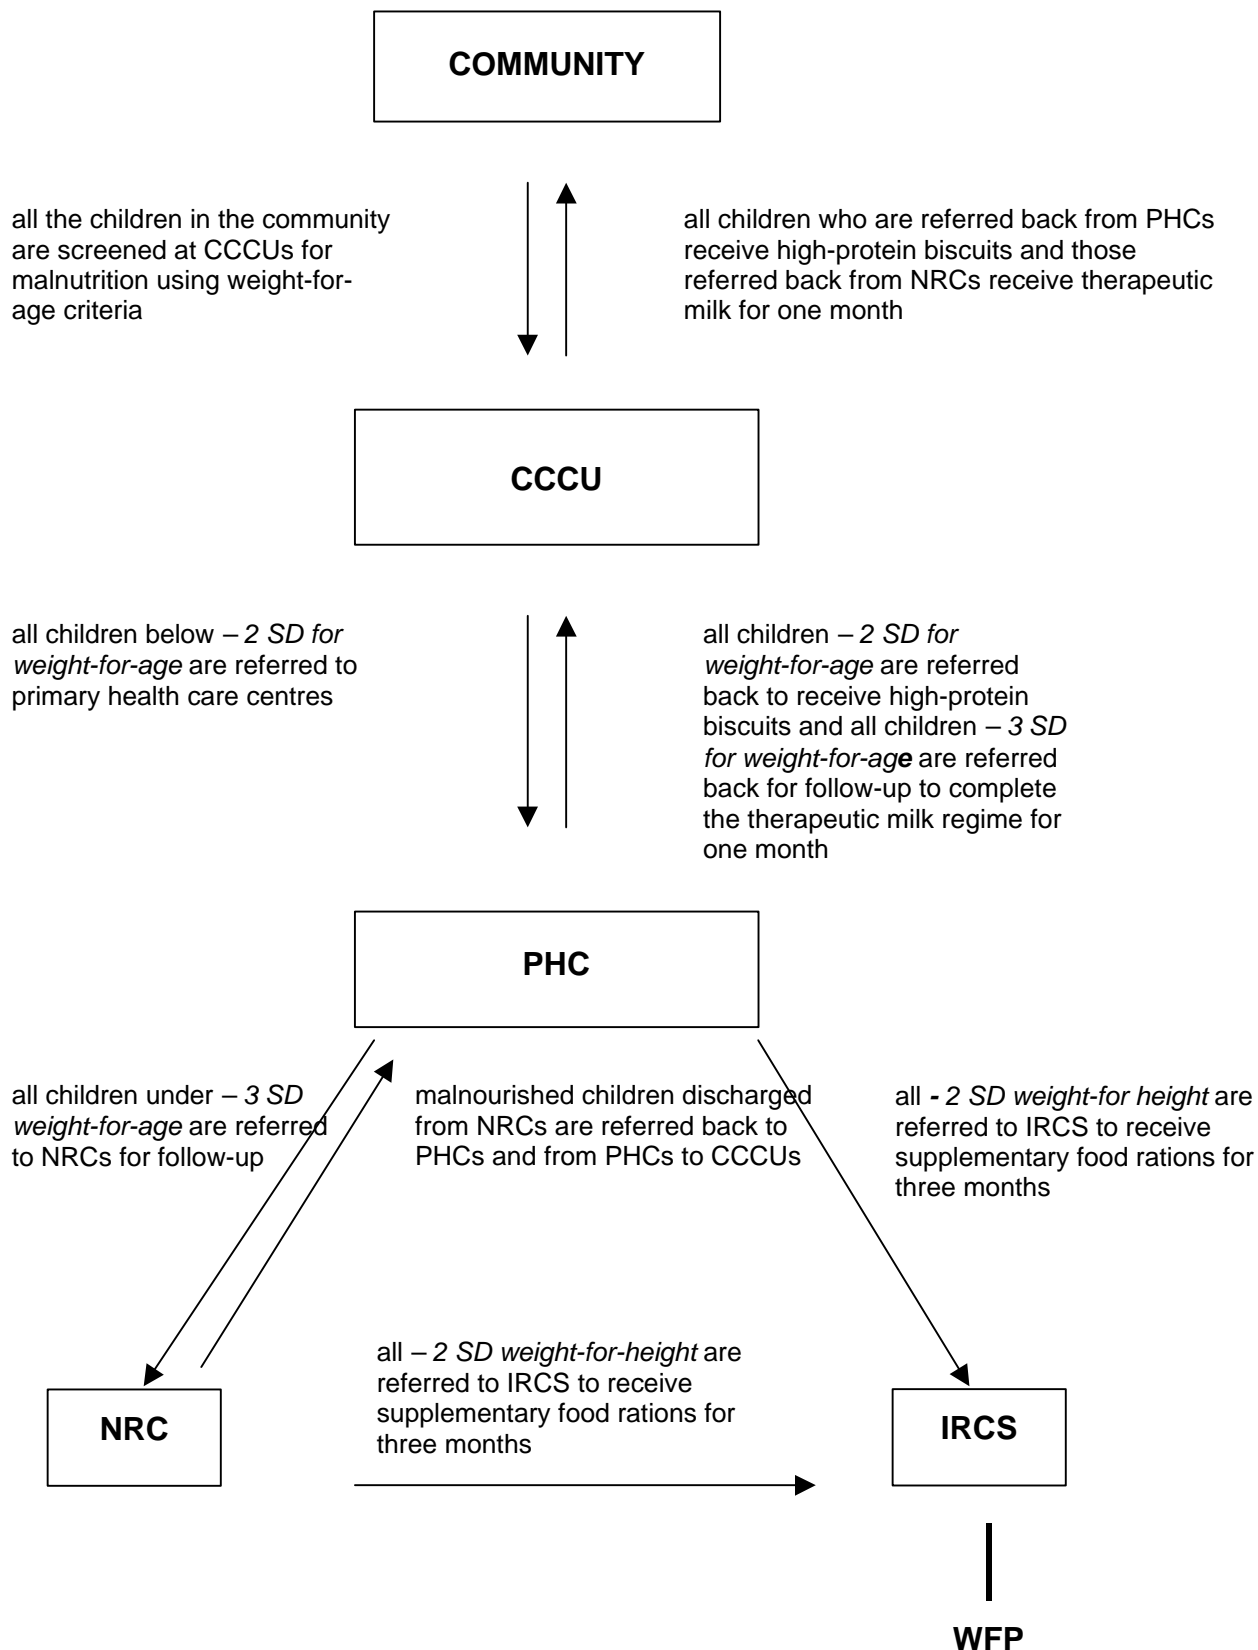 COMMUNITY
all the children in the community
are screened at CCCUs for
malnutrition using weight-for-
age criteria
all children who are referred back from PHCs
receive high-protein biscuits and those
referred back from NRCs receive therapeutic
milk for one month
CCCU
all children below – 2 SD for
weight-for-age are referred to
primary health care centres
all children – 2 SD for
weight-for-age are referred
back to receive high-protein
biscuits and all children – 3 SD
for weight-for-age are referred
back for follow-up to complete
the therapeutic milk regime for
one month
PHC
all children under – 3 SD
weight-for-age are referred
to NRCs for follow-up
malnourished children discharged
from NRCs are referred back to
PHCs and from PHCs to CCCUs
all - 2 SD weight-for height are
referred to IRCS to receive
supplementary food rations for
three months
all – 2 SD weight-for-height are
referred to IRCS to receive
supplementary food rations for
three months
NRC
IRCS
WFP